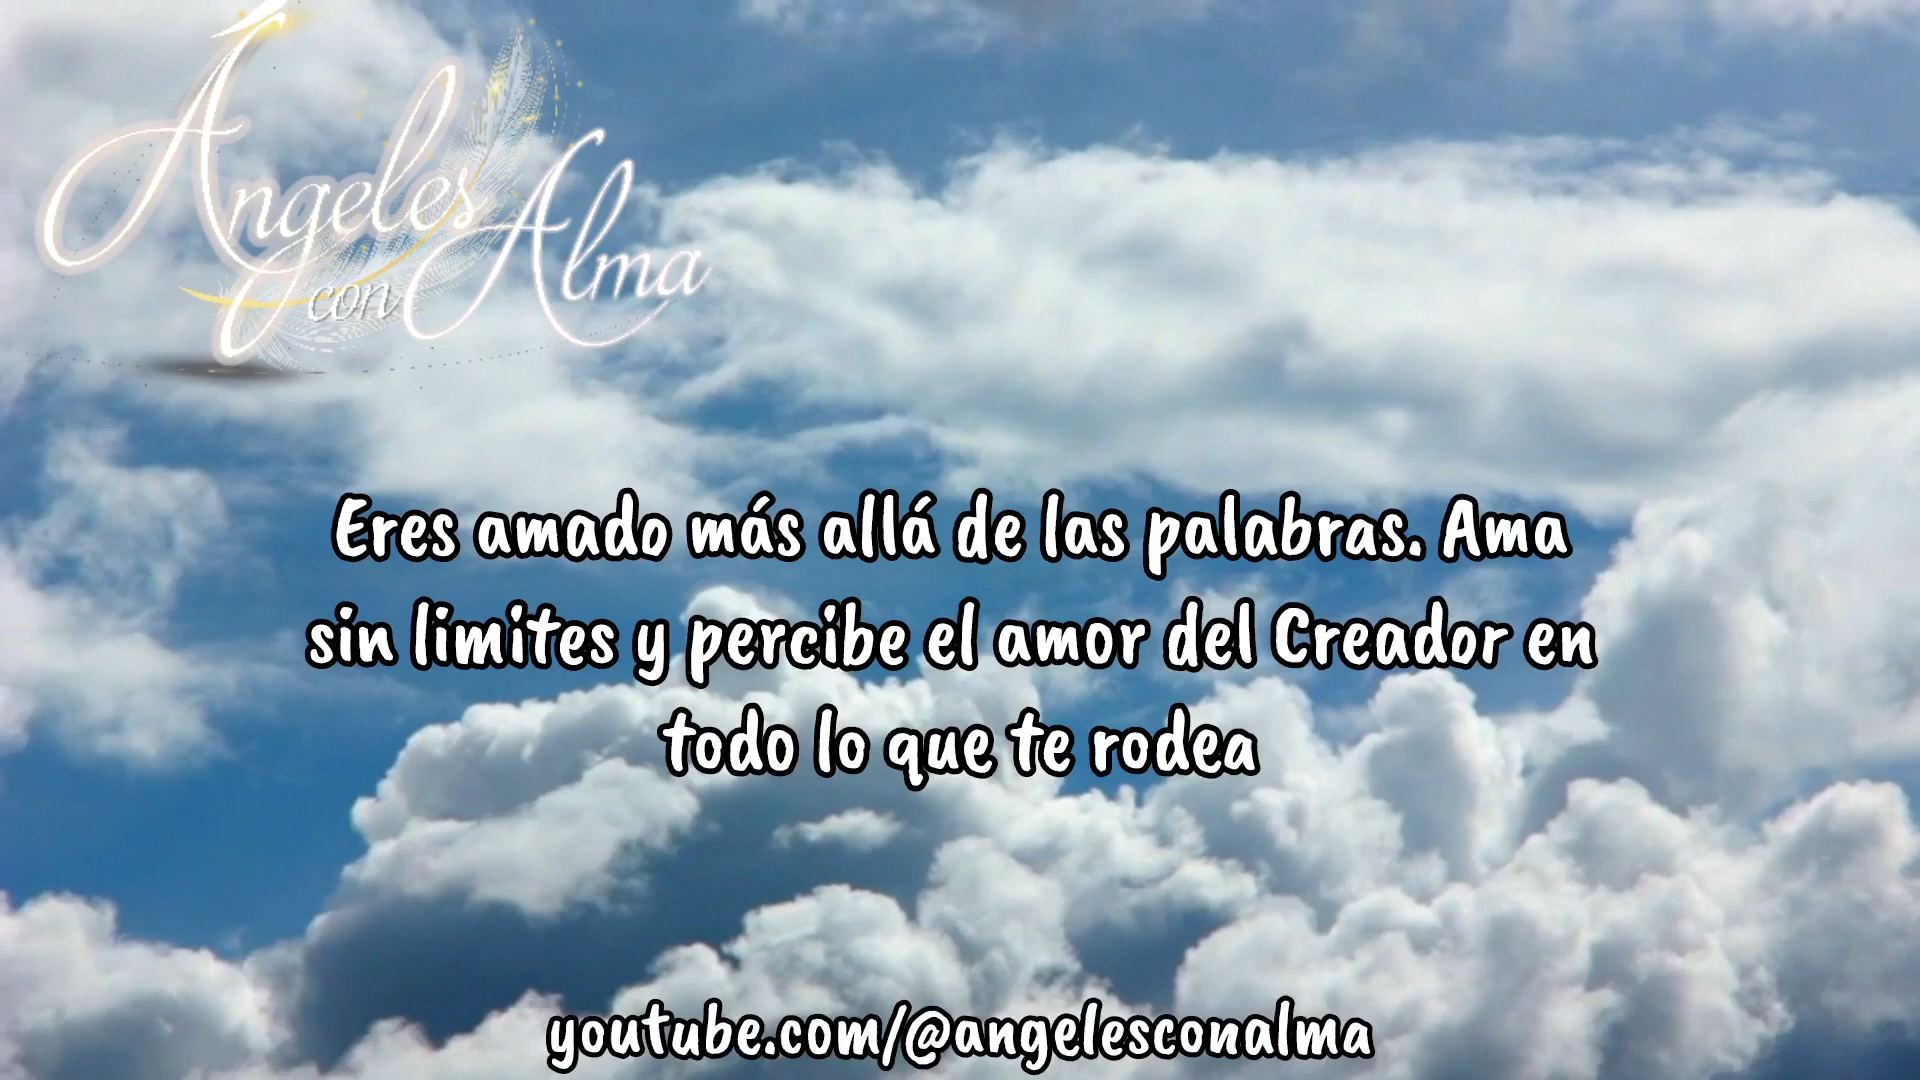 Ángeles
con Alma
Eres amado más allá de las palabras. Ama
sin limites y percibe el amor del Creador en
todo lo que te rodea
youtube.com/@angelesconalma